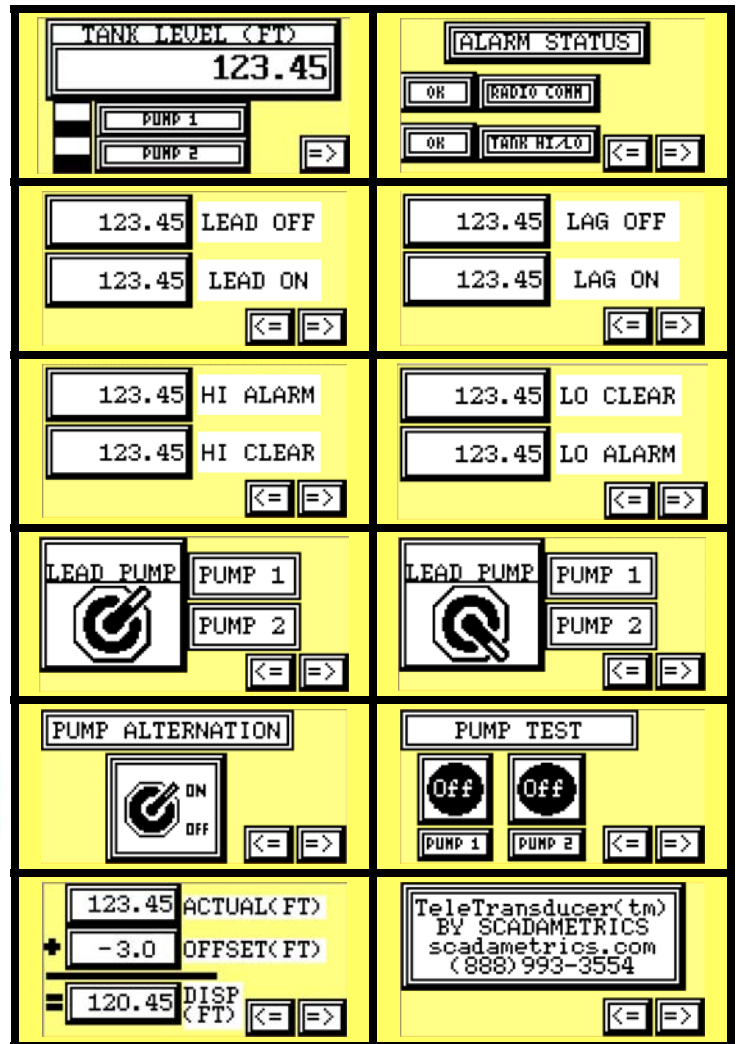 TANK LEVEL (FT)
123.45
PUMP 1
PUMP 2
=>
ALARM STATUS
OK RADIO COMM
OK TANK HI/LO
<= =>
123.45 LEAD OFF
123.45 LEAD ON
<= =>
123.45 LAG OFF
123.45 LAG ON
<= =>
123.45 HI ALARM
123.45 HI CLEAR
<= =>
123.45 LO CLEAR
123.45 LO ALARM
<= =>
LEAD PUMP PUMP 1
PUMP 2
<= =>
LEAD PUMP PUMP 1
PUMP 2
<= =>
PUMP ALTERNATION
ON
OFF
<= =>
PUMP TEST
Off Off
PUMP 1 PUMP 2
<= =>
123.45 ACTUAL(FT)
+ -3.0 OFFSET(FT)
= 120.45 DISP
(FT)
<= =>
TeleTransducer(tm)
BY SCADAMETRICS
scadametrics.com
(888)993-3554
<= =>